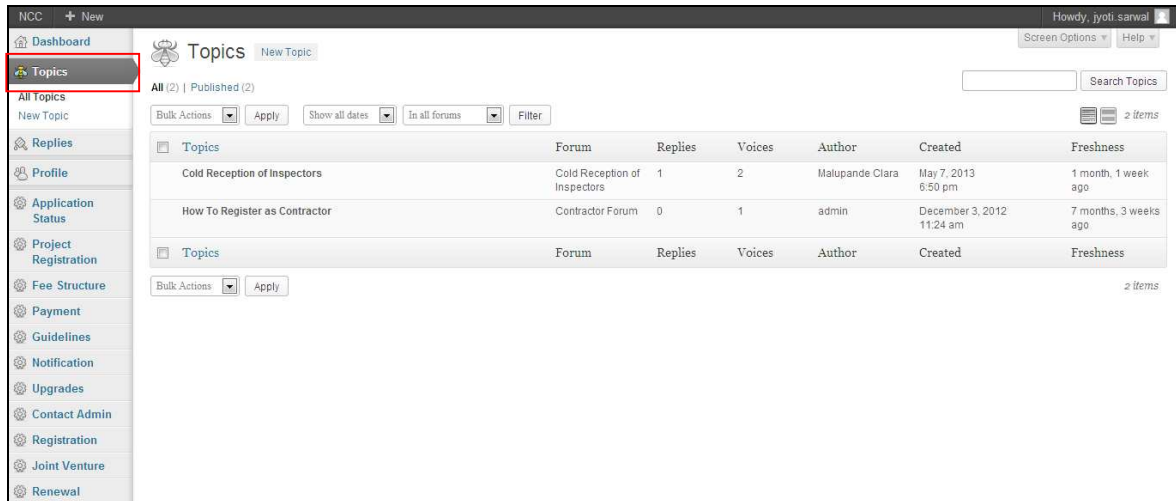 NCC + New Howdy, jyoti.sarwal
Screen Options Help
Dashboard
Topics
All Topics
New Topic
Replies
Profile
Application
Status
Project
Registration
Fee Structure
Payment
Guidelines
Notification
Upgrades
Contact Admin
Registration
Joint Venture
Renewal
Topics New Topic
All (2) | Published (2)
Search Topics
Bulk Actions Apply Show all dates In all forums Filter 2 items
Topics Forum Replies Voices Author Created Freshness
Cold Reception of Inspectors Cold Reception of 1 2 Malupande Clara May 7, 2013 1 month, 1 week
Inspectors 6:50 pm ago
How To Register as Contractor Contractor Forum 0 1 admin December 3, 2012 7 months, 3 weeks
11:24 am ago
Topics Forum Replies Voices Author Created Freshness
Bulk Actions Apply 2 items